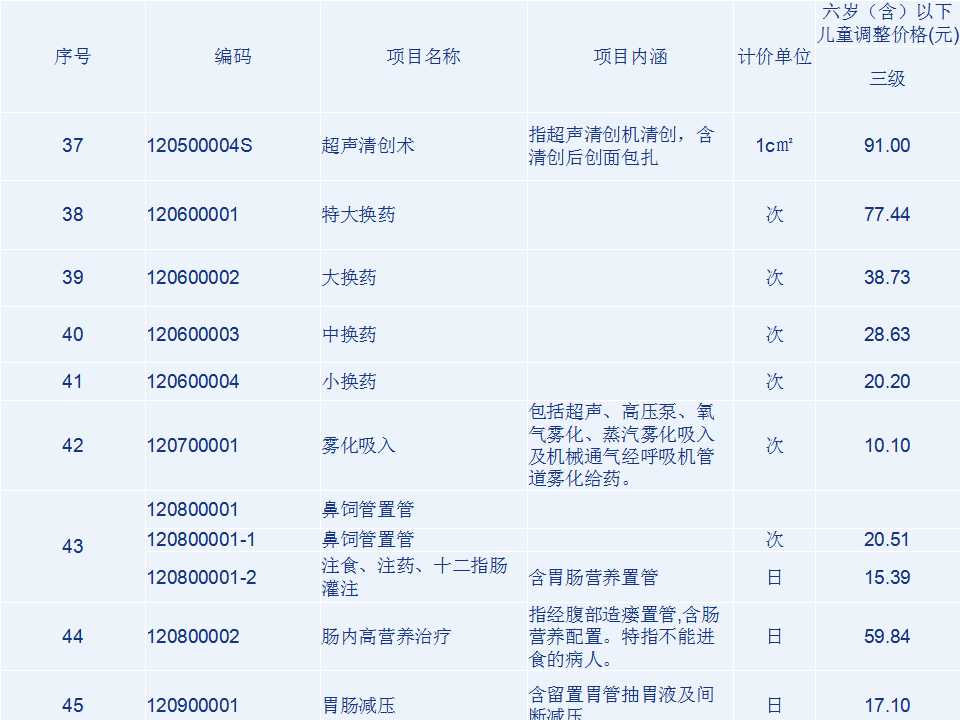 序号 编码 项目名称 项目内涵 计价单位 六岁（含）以下
儿童调整价格(元)
三级
37 120500004S 超声清创术 指超声清创机清创，含
清创后创面包扎 1c㎡ 91.00
38 120600001 特大换药 次 77.44
39 120600002 大换药 次 38.73
40 120600003 中换药 次 28.63
41 120600004 小换药 次 20.20
42 120700001 雾化吸入 包括超声、高压泵、氧
气雾化、蒸汽雾化吸入
及机械通气经呼吸机管
道雾化给药。 次 10.10
43 120800001 鼻饲管置管
120800001-1 鼻饲管置管 次 20.51
120800001-2 注食、注药、十二指肠
灌注 含胃肠营养置管 日 15.39
44 120800002 肠内高营养治疗 指经腹部造瘘置管,含肠
营养配置。特指不能进
食的病人。 日 59.84
45 120900001 胃肠减压 含留置胃管抽胃液及间
断减压 日 17.10